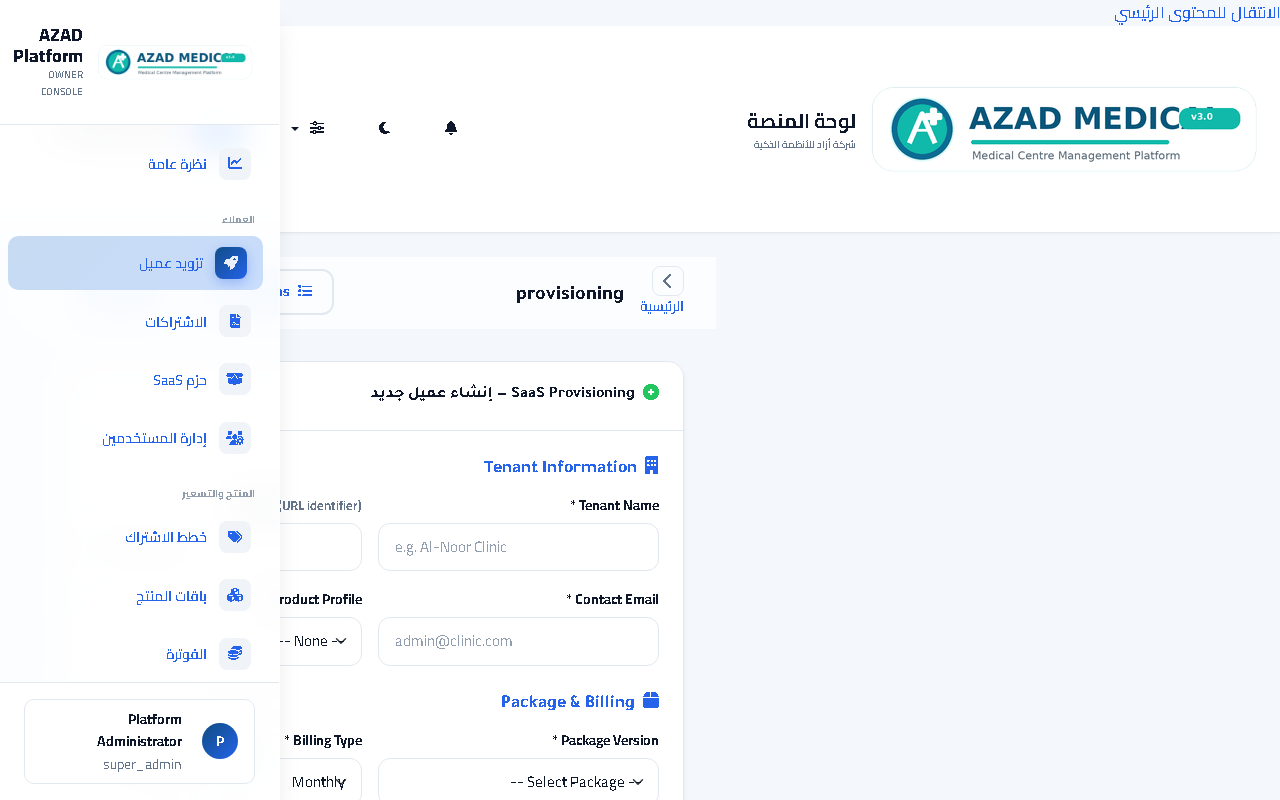 الانتقال للمحتوى الرئيسي
AZAD MEDIC
v3.0
Medical Centre Management Platform
لوحة المنصة
شركة أزاد للأنظمة الذكية
AZAD
Platform
OWNER
CONSOLE
AZAD MEDIC
v3.0
Medical Centre Management Platform
نظرة عامة
العملاء
تزويد عميل
الاشتراكات
حزم SaaS
إدارة المستخدمين
المنتج والتسعير
خطط الاشتراك
باقات المنتج
الفوترة
Platform
Administrator
super_admin
P
الرئيسية
provisioning
SaaS Provisioning – إنشاء عميل جديد
Tenant Information
* Tenant Name
(URL identifier)
e.g. Al-Noor Clinic
* Contact Email
roduct Profile
admin@clinic.com
-- None --
Package & Billing
* Package Version
* Billing Type
-- Select Package --
Monthly